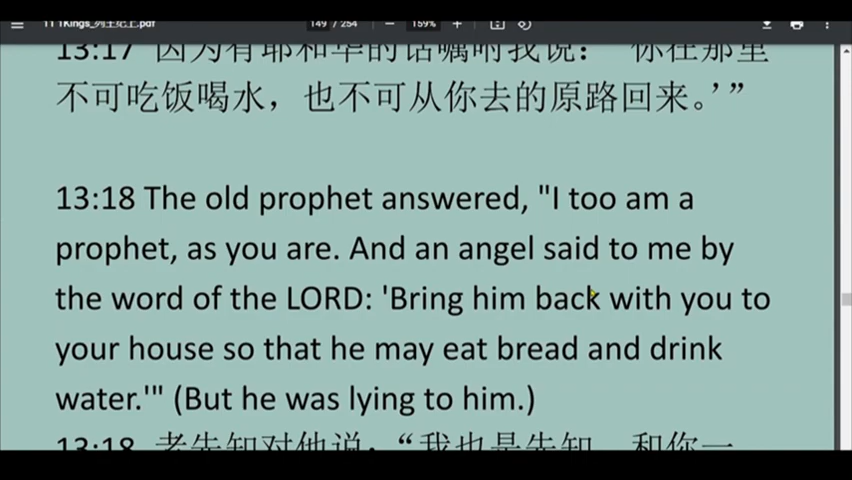 11 1Kings_列王纪上.pdf 149 / 254 159%
13:17 因为有耶和华的话嘱咐我说：‘你在那里
不可吃饭喝水，也不可从你去的原路回来。’”
13:18 The old prophet answered, "I too am a
prophet, as you are. And an angel said to me by
the word of the LORD: 'Bring him back with you to
your house so that he may eat bread and drink
water.'" (But he was lying to him.)
13:18 老先知对他说：“我也是先知，和你一